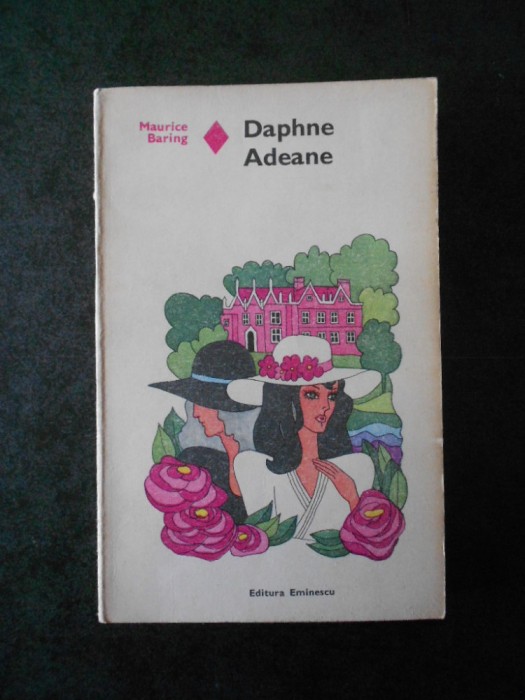 Maurice
Baring
Daphne
Adeane
Editura Eminescu